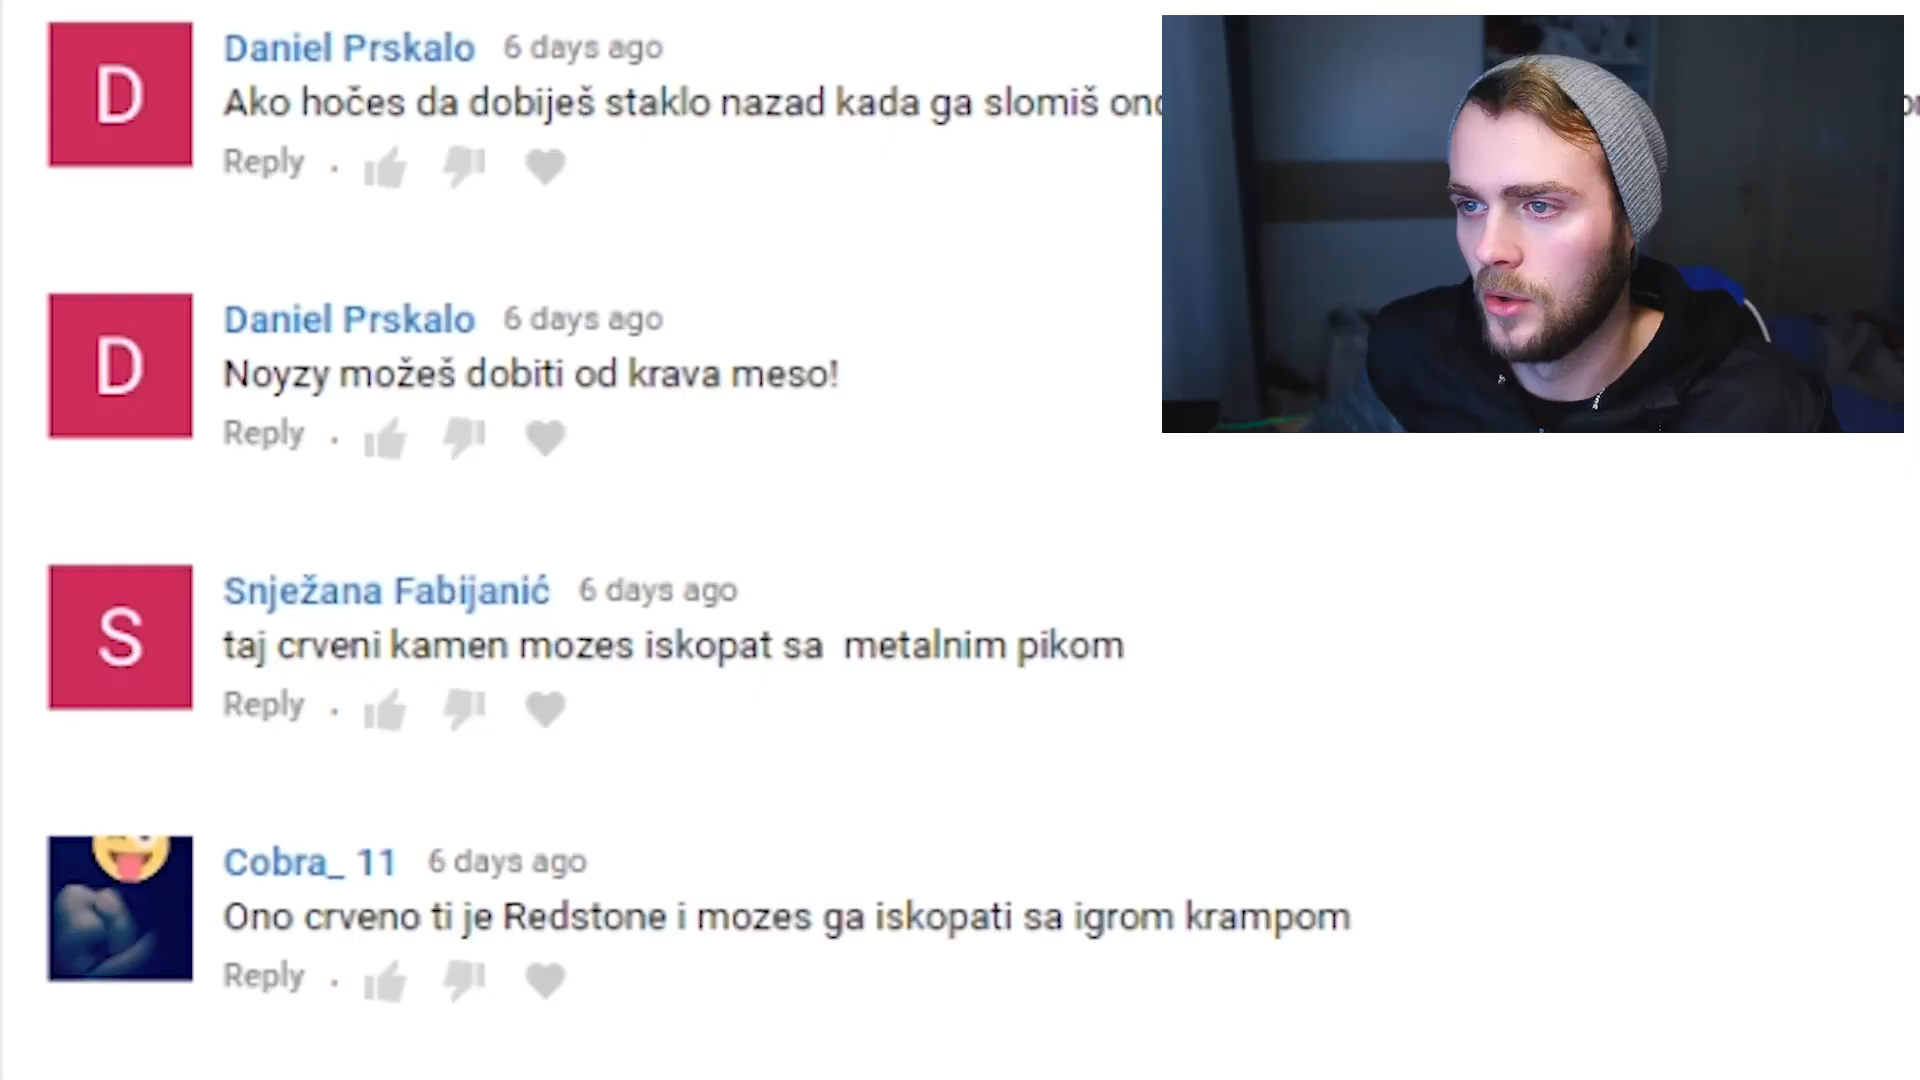 D
Daniel Prskalo 6 days ago
Ako hočes da dobiješ staklo nazad kada ga slomiš
Reply .
D
Daniel Prskalo 6 days ago
Noyzy možeš dobiti od krava meso!
Reply .
S
Snježana Fabijanić 6 days ago
taj crveni kamen mozes iskopat sa metalnim pikom
Reply .
Cobra_ 11 6 days ago
Ono crveno ti je Redstone i mozes ga iskopati sa igrom krampom
Reply .